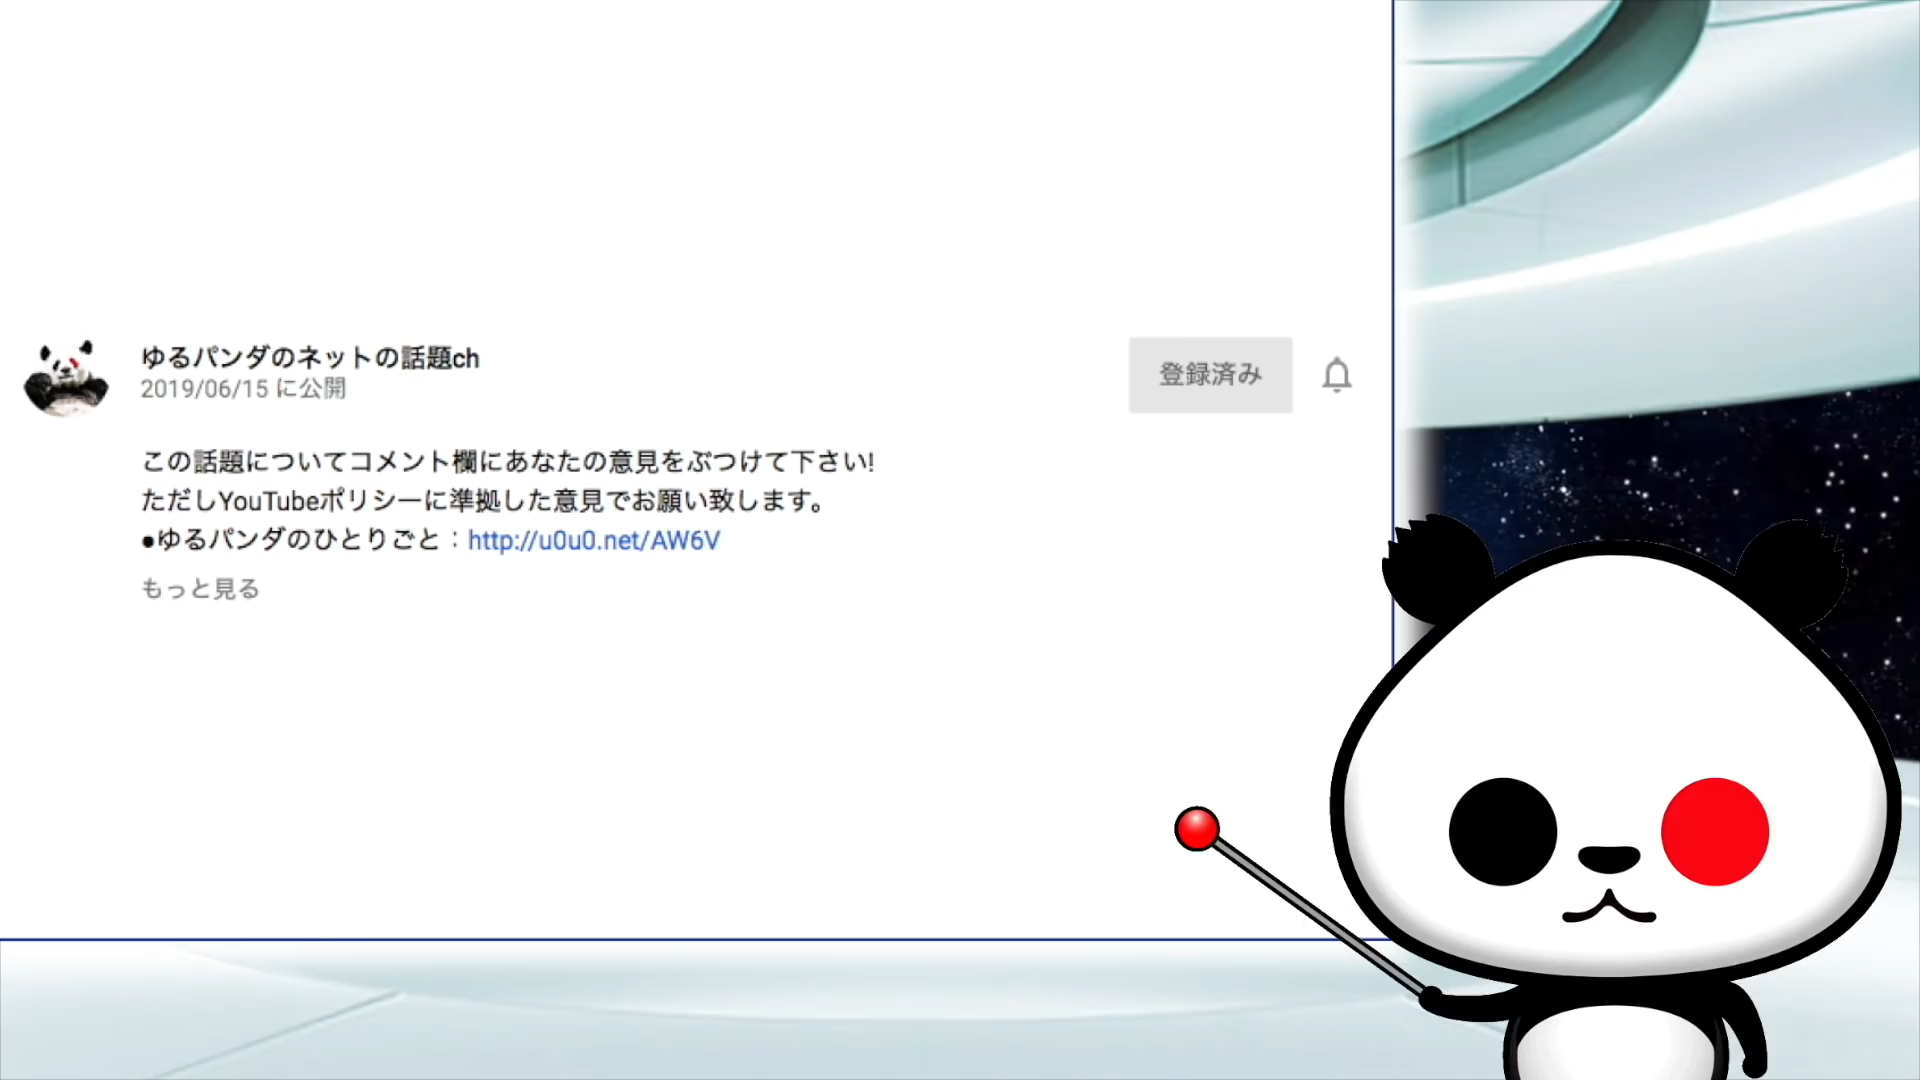 ゆるパンダのネットの話題ch
2019/06/15 に公開
登録済み
この話題についてコメント欄にあなたの意見をぶつけて下さい!
ただしYouTubeポリシーに準拠した意見でお願い致します。
●ゆるパンダのひとりごと：http://u0u0.net/AW6V
もっと見る